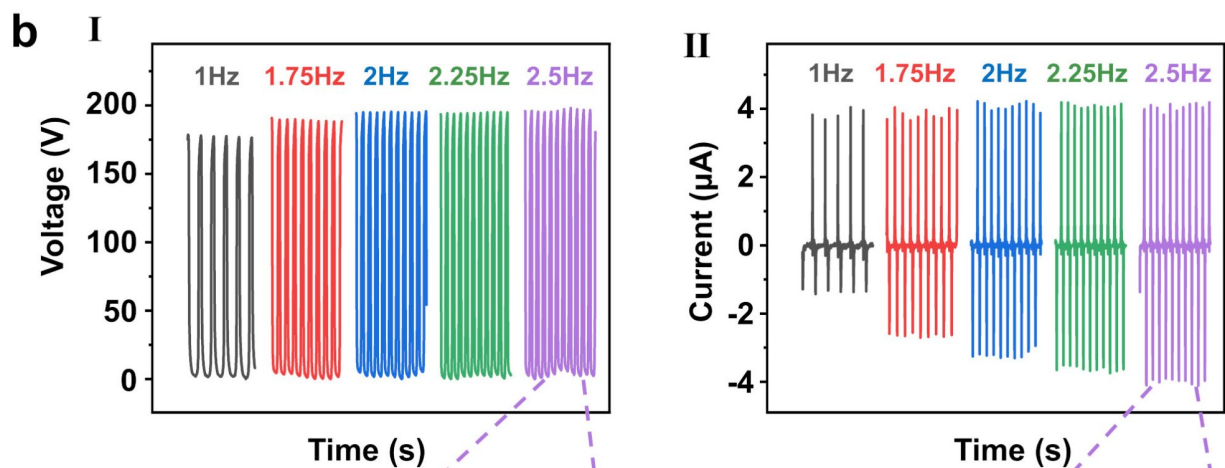 b
I
1Hz 1.75Hz 2Hz 2.25Hz 2.5Hz
Voltage (V)
200
150
100
50
0
Time (s)
II
1Hz 1.75Hz 2Hz 2.25Hz 2.5Hz
Current (μA)
4
2
0
-2
-4
Time (s)